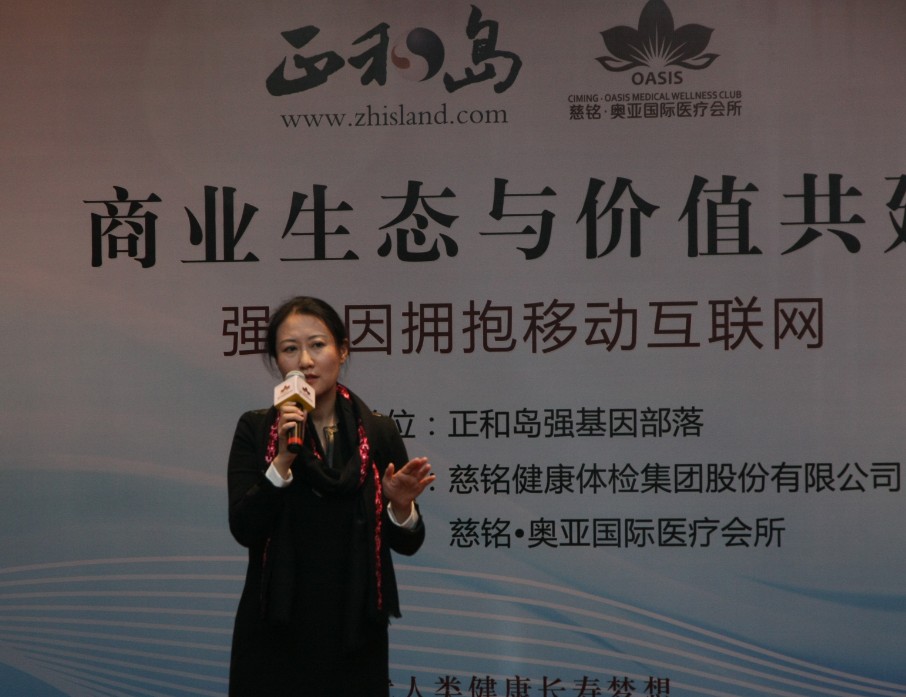 正和岛
www.zhisland.com
OASIS
CIMING·OASIS MEDICAL WELLNESS CLUB
慈铭·奥亚国际医疗会所
商业生态与价值共建
强 因拥抱移动互联网
位：正和岛强基因部落
：慈铭健康体检集团股份有限公司
慈铭•奥亚国际医疗会所
人类健康长寿梦想